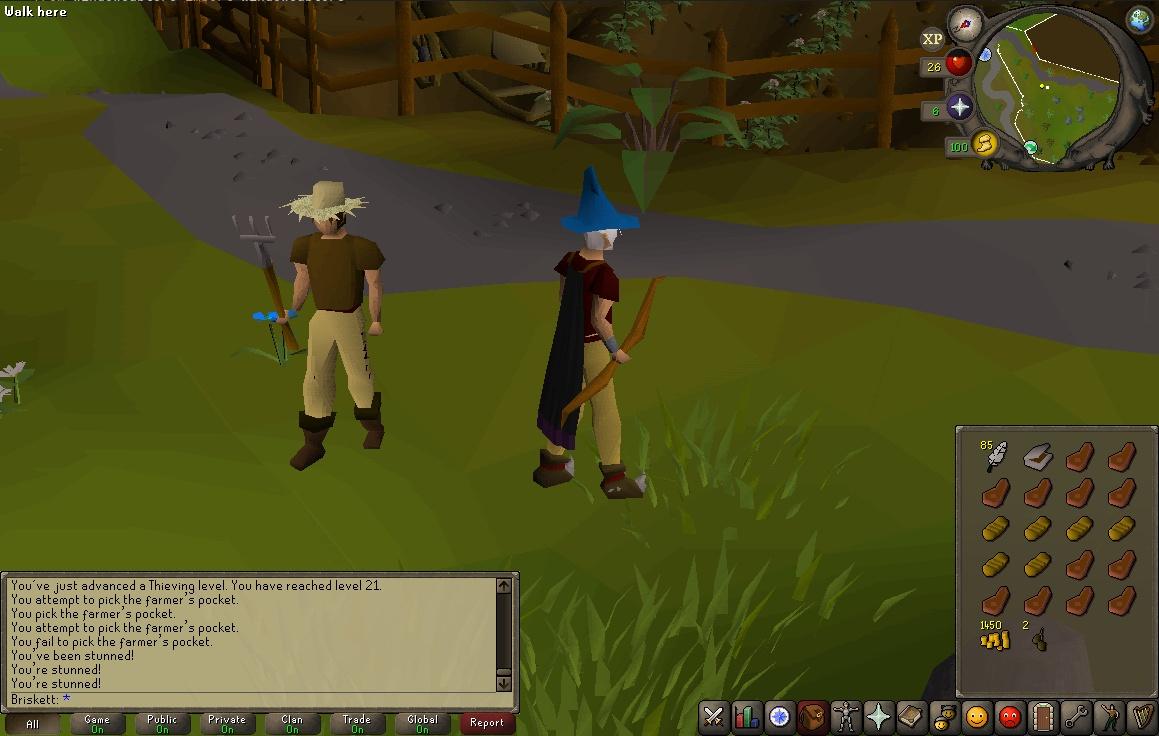 Walk here
XP
26
6
100
85
1450
2
You've just advanced a Thieving level. You have reached level 21.
You attempt to pick the farmer's pocket.
You pick the farmer's pocket.
You attempt to pick the farmer's pocket.
You fail to pick the farmer's pocket.
You've been stunned!
You're stunned!
You're stunned!
Briskett: *
All
Game
On
Public
On
Private
On
Clan
On
Trade
On
Global
On
Report